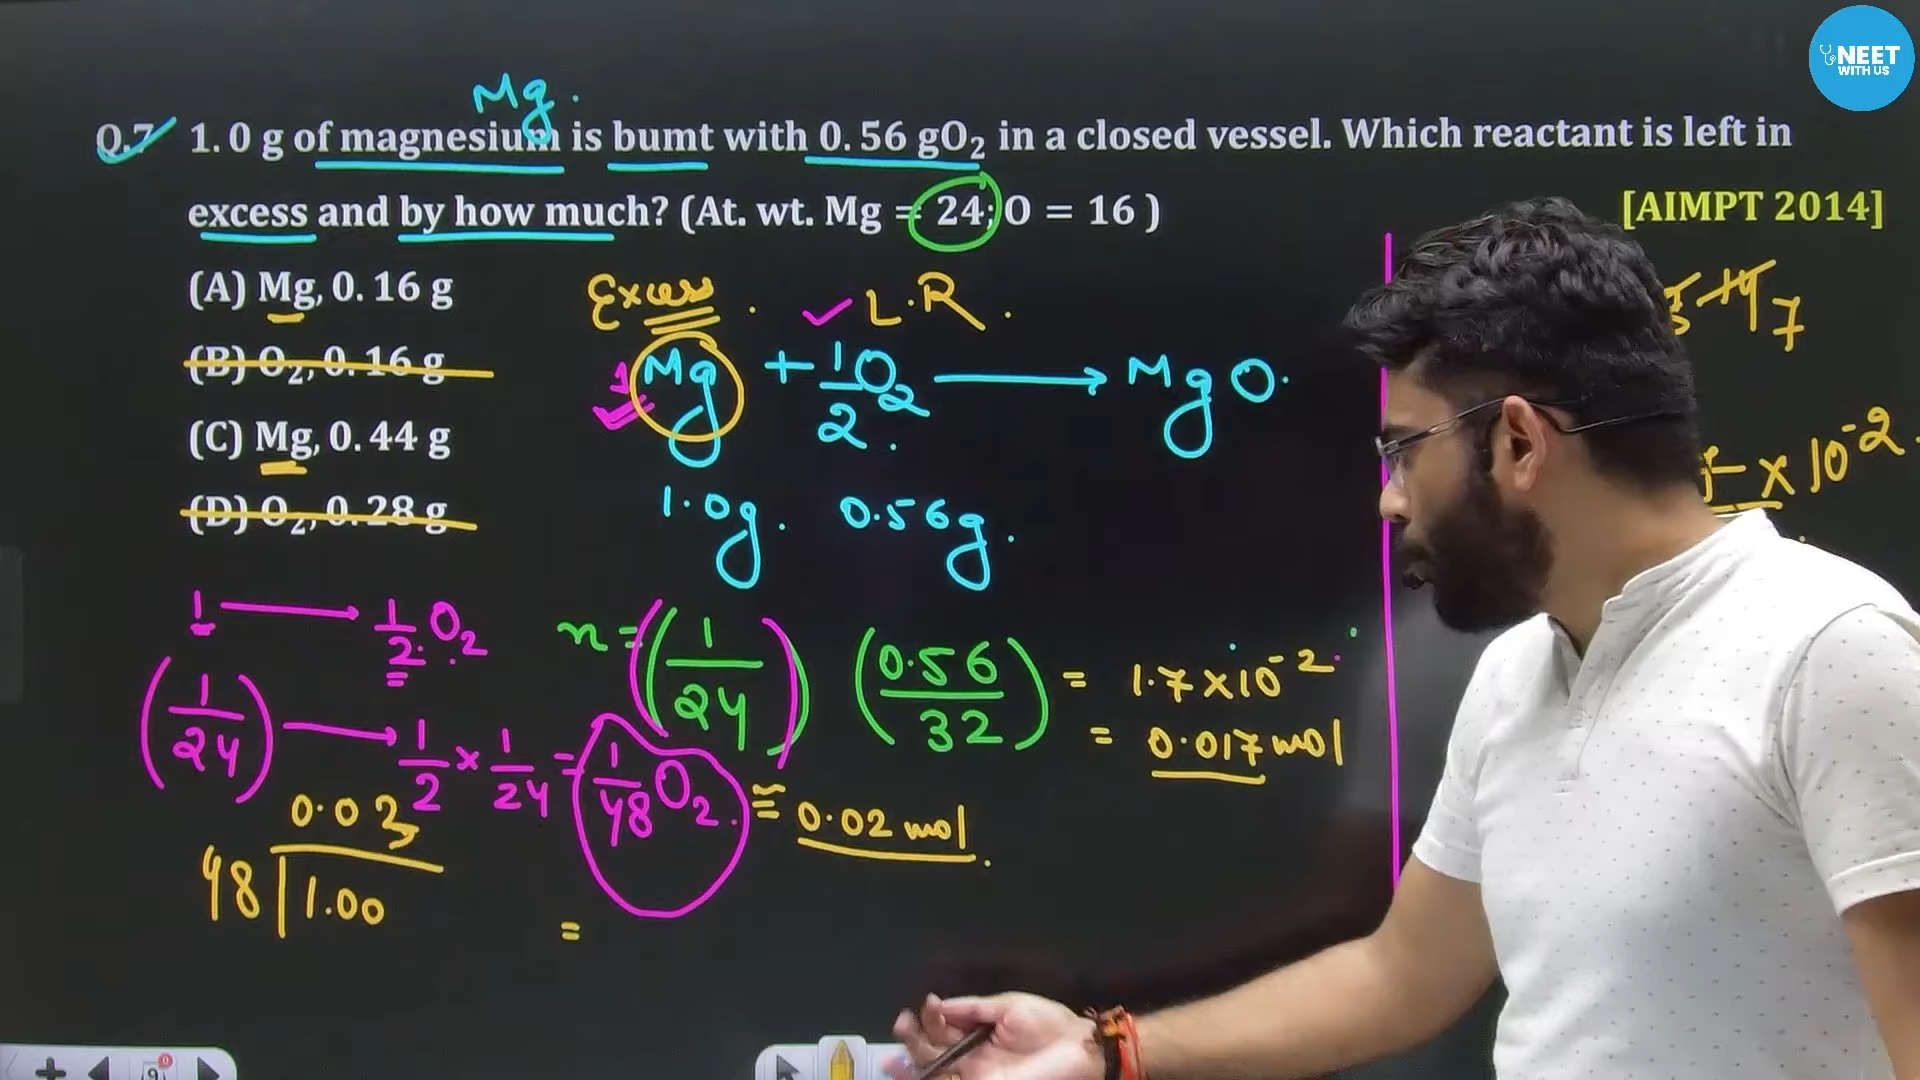 NEET
WITH US
Mg.
Q.7 1.0 g of magnesium is bumt with 0.56 gO₂ in a closed vessel. Which reactant is left in
excess and by how much? (At. wt. Mg = 24; O = 16 )
[AIMPT 2014]
(A) Mg, 0.16 g
(B) O₂, 0.16 g
(C) Mg, 0.44 g
(D) O₂, 0.28 g
Excess. ✓ L.R.
1 Mg + 1/2 O₂ → MgO.
1.0g. 0.56g.
7
× 10⁻².
1 → 1/2 O₂
n = (1/24) (0.56/32) = 1.7 × 10⁻²
= 0.017 mol
(1/24) → 1/2 × 1/24 = 1/48 O₂. = 0.02 mol.
0.02
48 | 1.00
=